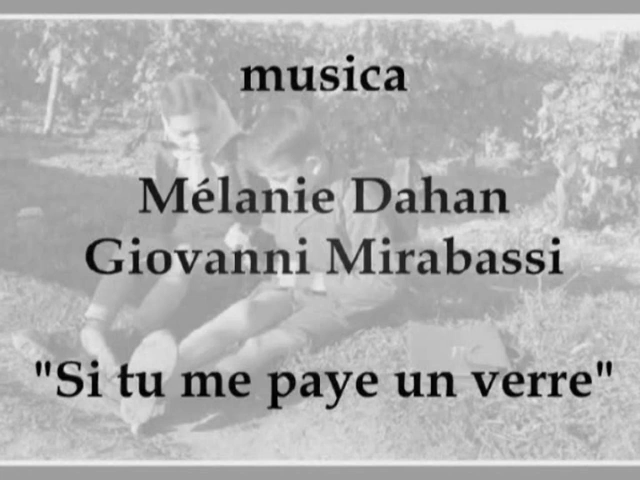 musica
Mélanie Dahan
Giovanni Mirabassi
"Si tu me paye un verre"